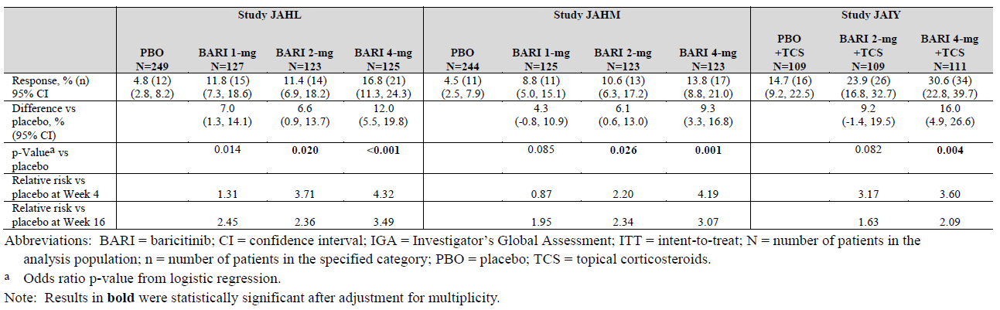 Study JAHL Study JAHM Study JAIY
PBO N=249 BARI 1-mg N=127 BARI 2-mg N=123 BARI 4-mg N=125 PBO N=244 BARI 1-mg N=125 BARI 2-mg N=123 BARI 4-mg N=123 PBO +TCS N=109 BARI 2-mg +TCS N=109 BARI 4-mg +TCS N=111
Response, % (n) 4.8 (12) 11.8 (15) 11.4 (14) 16.8 (21) 4.5 (11) 8.8 (11) 10.6 (13) 13.8 (17) 14.7 (16) 23.9 (26) 30.6 (34)
95% CI (2.8, 8.2) (7.3, 18.6) (6.9, 18.2) (11.3, 24.3) (2.5, 7.9) (5.0, 15.1) (6.3, 17.2) (8.8, 21.0) (9.2, 22.5) (16.8, 32.7) (22.8, 39.7)
Difference vs 7.0 6.6 12.0 4.3 6.1 9.3 9.2 16.0
placebo, % (1.3, 14.1) (0.9, 13.7) (5.5, 19.8) (-0.8, 10.9) (0.6, 13.0) (3.3, 16.8) (-1.4, 19.5) (4.9, 26.6)
(95% CI)
p-Valueª vs 0.014 0.020 <0.001 0.085 0.026 0.001 0.082 0.004
placebo
Relative risk vs
placebo at Week 4 1.31 3.71 4.32 0.87 2.20 4.19 3.17 3.60
Relative risk vs
placebo at Week 16 2.45 2.36 3.49 1.95 2.34 3.07 1.63 2.09
Abbreviations: BARI = baricitinib; CI = confidence interval; IGA = Investigator’s Global Assessment; ITT = intent-to-treat; N = number of patients in the
analysis population; n = number of patients in the specified category; PBO = placebo; TCS = topical corticosteroids.
a Odds ratio p-value from logistic regression.
Note: Results in bold were statistically significant after adjustment for multiplicity.